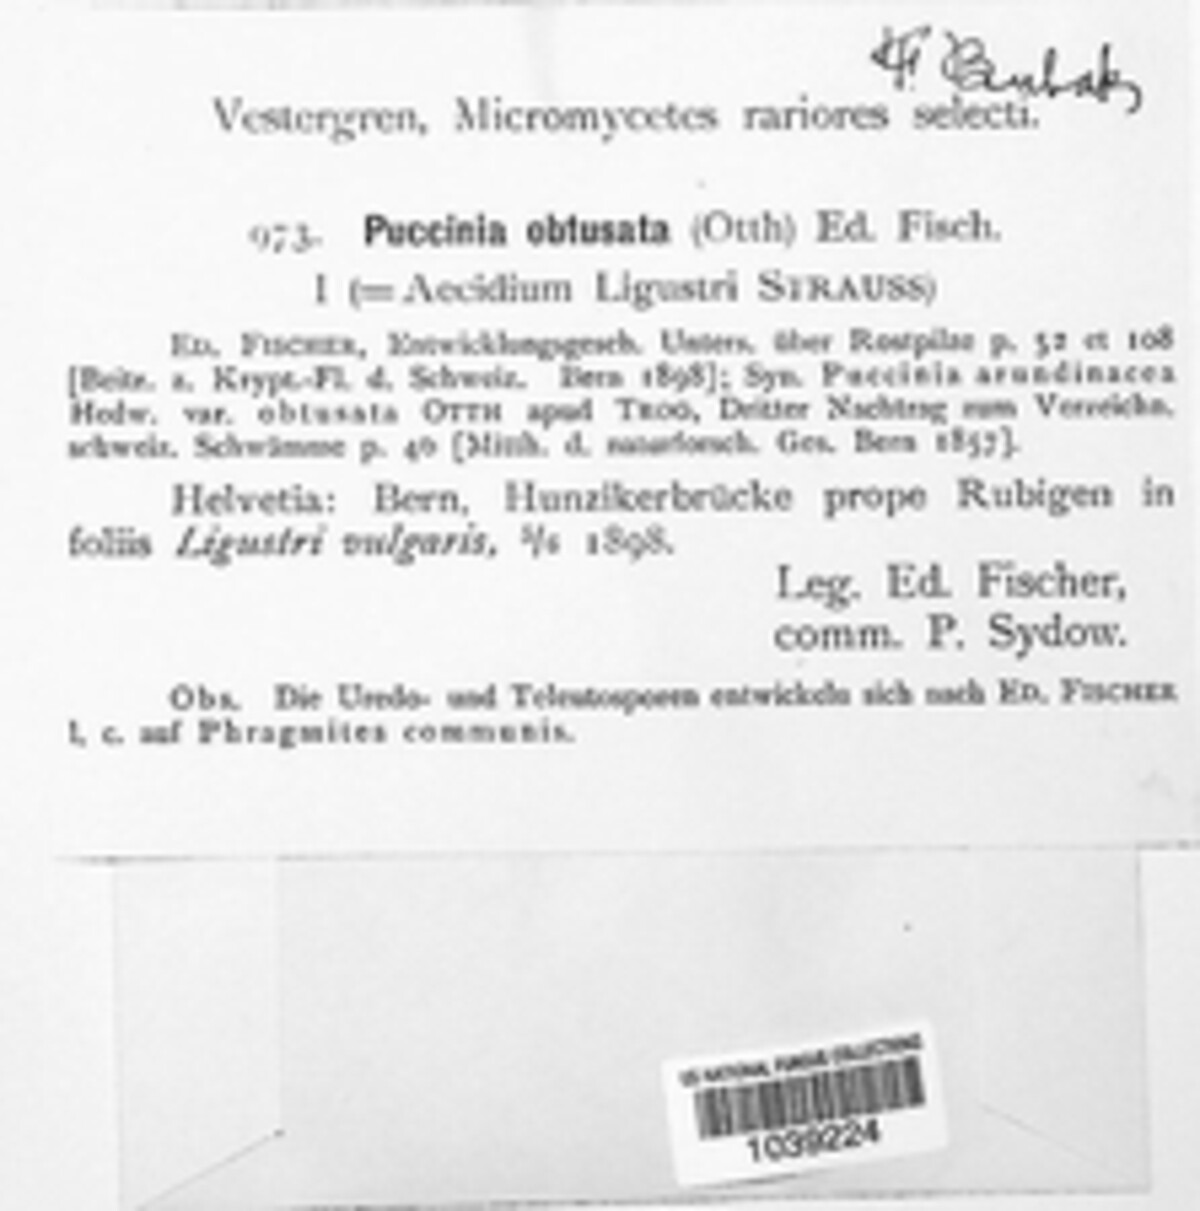 Vestergren, Micromycetes rariores selecti.
973. Puccinia obtusata (Otth) Ed. Fisch.
I (=Aecidium Ligustri STRAUSS)
ED. FISCHER, Entwicklungsgesch. Unters. über Rostpilze p. 52 et 108
[Beitr. z. Krypt.-Fl. d. Schweiz. Bern 1898]; Syn. Puccinia arundinacea
Hedw. var. obtusata OTTH apud TROG, Dritter Nachtrag zum Verzeichn.
schweiz. Schwämme p. 40 [Mitth. d. naturforsch. Ges. Bern 1857].
Helvetia: Bern, Hunzikerbrücke prope Rubigen in
foliis Ligustri vulgaris, 5/6 1898.
Leg. Ed. Fischer,
comm. P. Sydow.
Obs. Die Uredo- und Teleutosporen entwickeln sich nach ED. FISCHER
l. c. auf Phragmites communis.
US NATIONAL FUNGUS COLLECTIONS
1039224